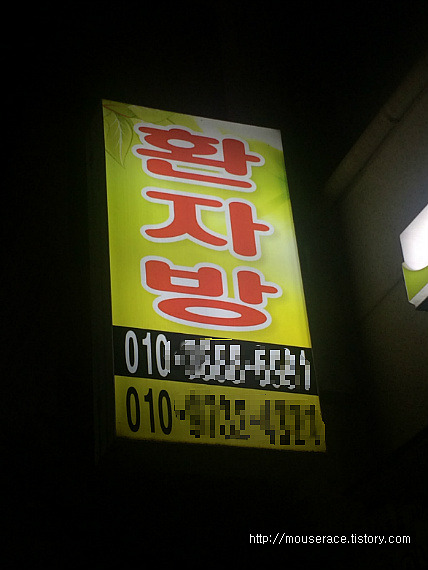 환
자
방
010
010
http://mouserace.tistory.com